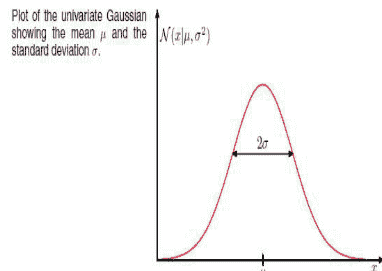 Plot of the univariate Gaussian
showing the mean μ and the
standard deviation σ.
N(x|μ, σ²)
2σ
x